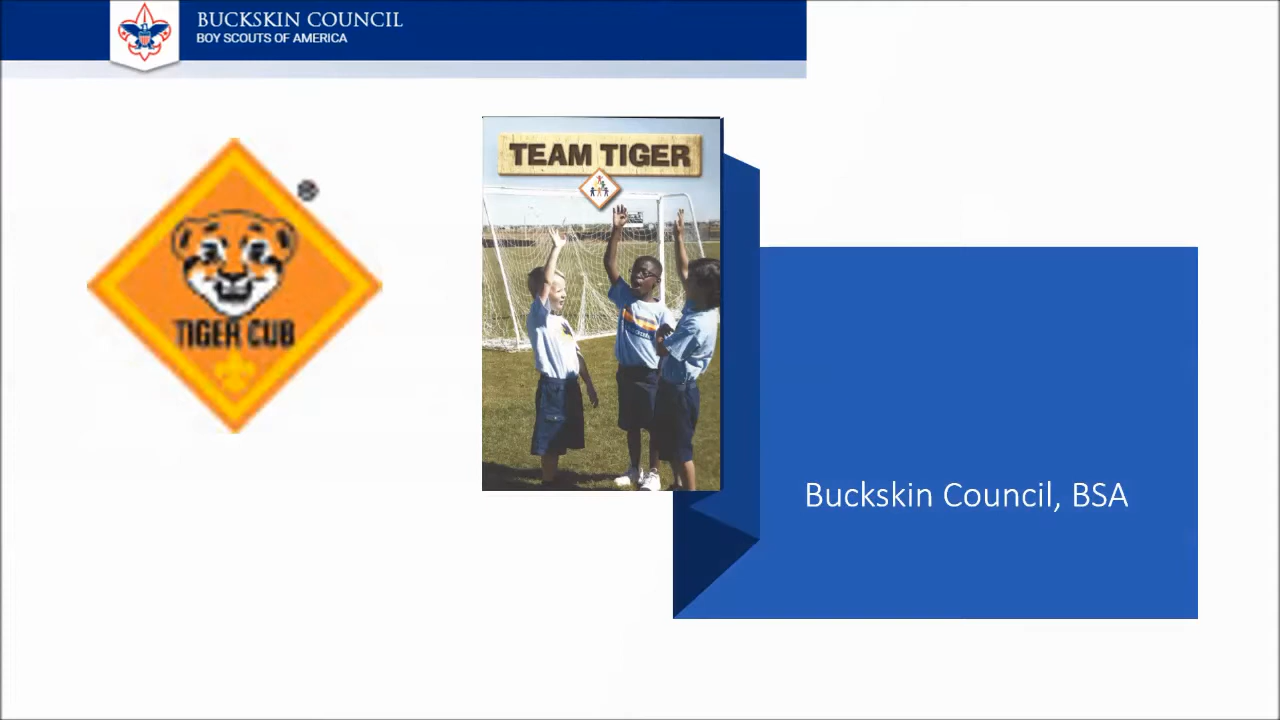 BUCKSKIN COUNCIL
BOY SCOUTS OF AMERICA
®
TIGER CUB
TEAM TIGER
Buckskin Council, BSA